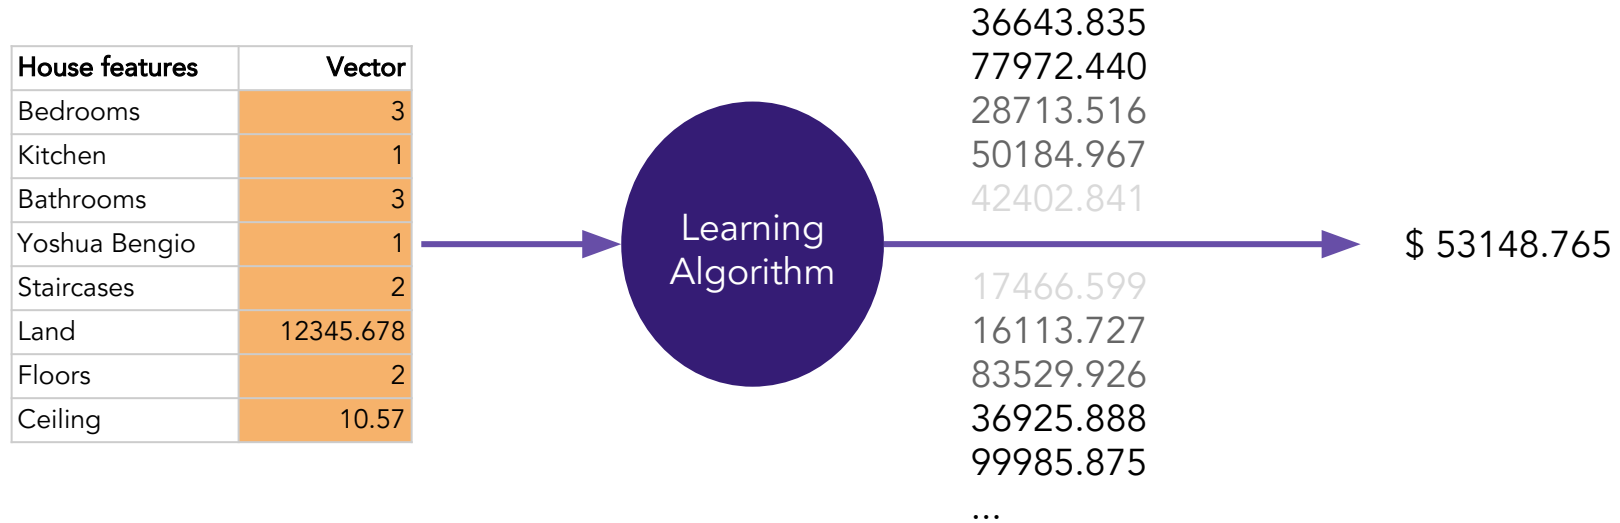 House features Vector
Bedrooms 3
Kitchen 1
Bathrooms 3
Yoshua Bengio 1
Staircases 2
Land 12345.678
Floors 2
Ceiling 10.57
Learning
Algorithm
36643.835
77972.440
28713.516
50184.967
42402.841
17466.599
16113.727
83529.926
36925.888
99985.875
...
$ 53148.765